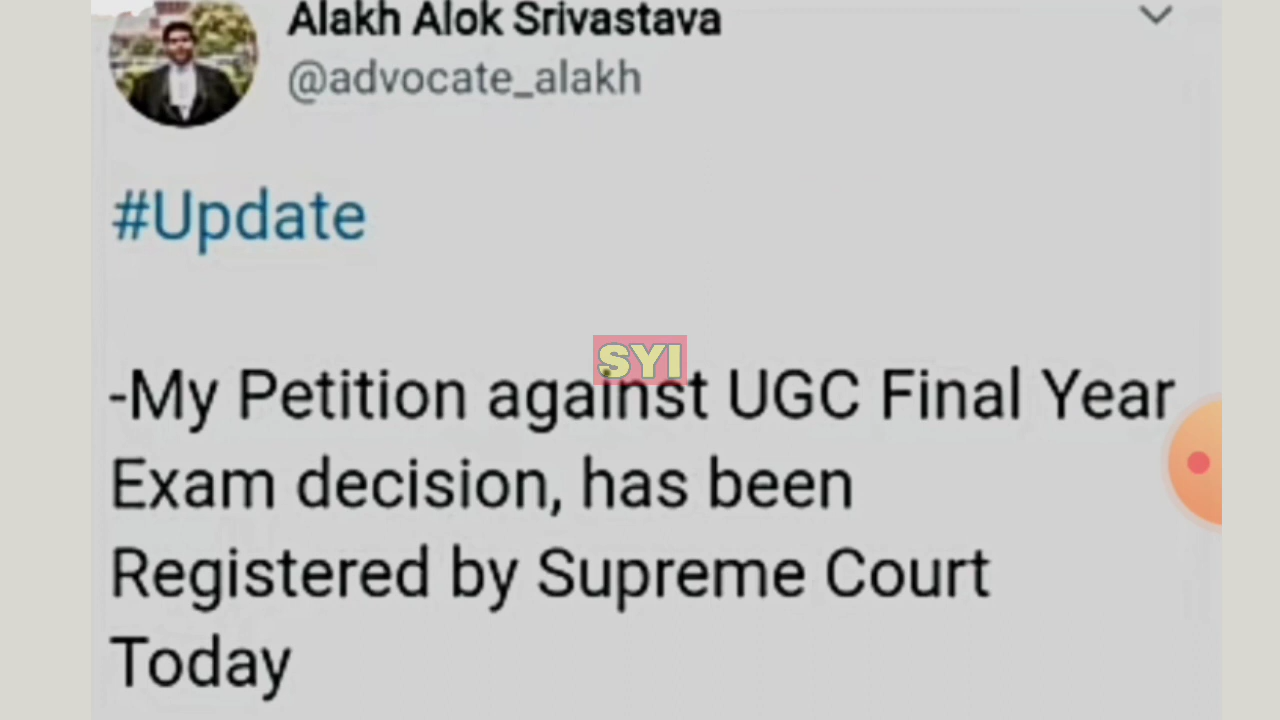 Alakh Alok Srivastava
@advocate_alakh
#Update
SYI
-My Petition against UGC Final Year
Exam decision, has been
Registered by Supreme Court
Today